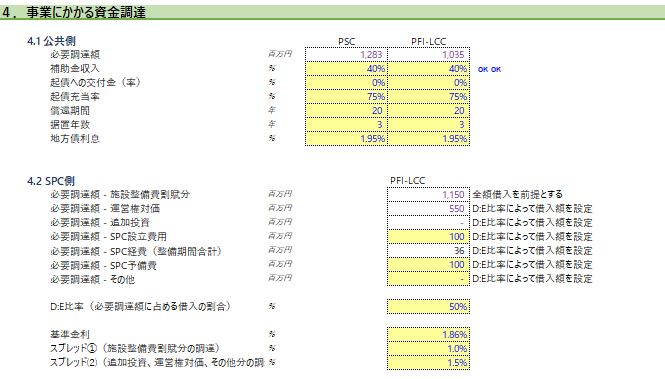 ４．事業にかかる資金調達
4.1 公共側 PSC PFI-LCC
必要調達額 百万円 1,283 1,035
補助金収入 % 40% 40% OK OK
起債への交付金（率） % 0% 0%
起債充当率 % 75% 75%
償還期間 年 20 20
据置年数 年 3 3
地方債利息 % 1.95% 1.95%
4.2 SPC側 PFI-LCC
必要調達額 - 施設整備費割賦分 百万円 1,150 全額借入を前提とする
必要調達額 - 運営権対価 百万円 550 D:E比率によって借入額を設定
必要調達額 - 追加投資 百万円 - D:E比率によって借入額を設定
必要調達額 - SPC設立費用 百万円 100 D:E比率によって借入額を設定
必要調達額 - SPC経費（整備期間合計） 百万円 36 D:E比率によって借入額を設定
必要調達額 - SPC予備費 百万円 100 D:E比率によって借入額を設定
必要調達額 - その他 百万円 - D:E比率によって借入額を設定
D:E比率（必要調達額に占める借入の割合） % 50%
基準金利 % 1.86%
スプレッド①（施設整備費割賦分の調達） % 1.0%
スプレッド(2)（追加投資、運営権対価、その他分の調 % 1.5%